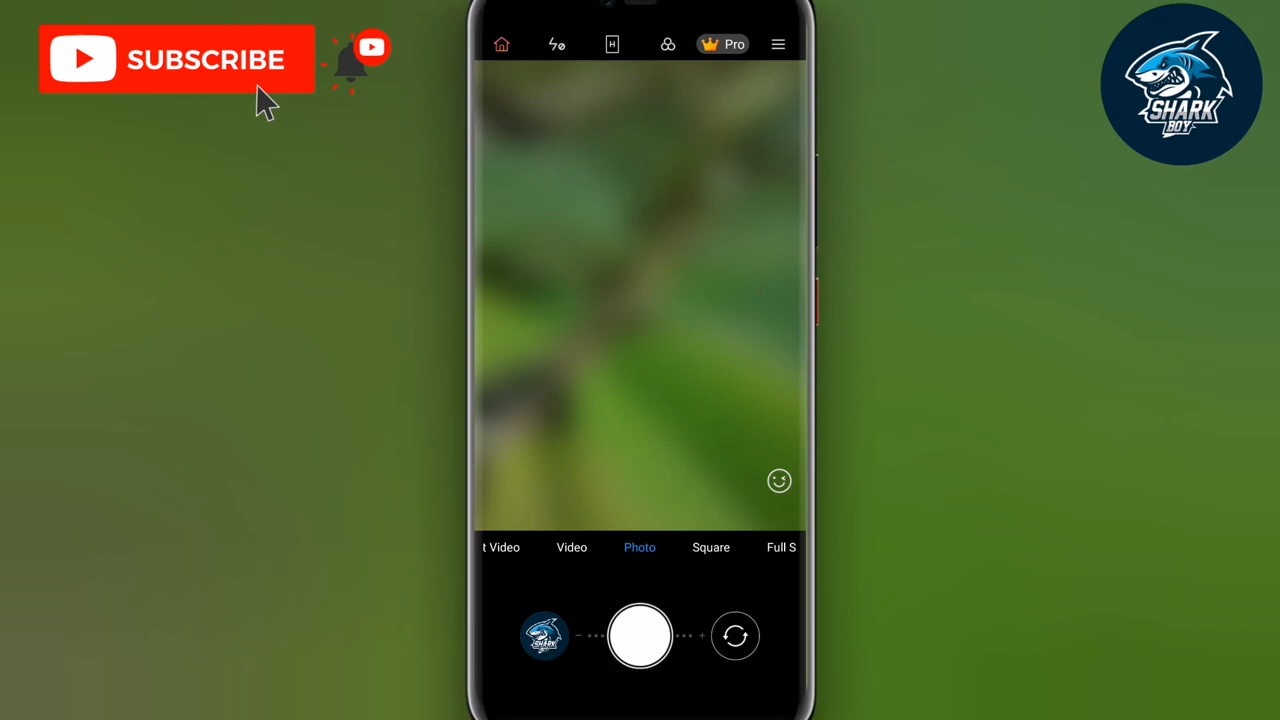 SUBSCRIBE
SHARK
BOY
H
Pro
t Video
Video
Photo
Square
Full S